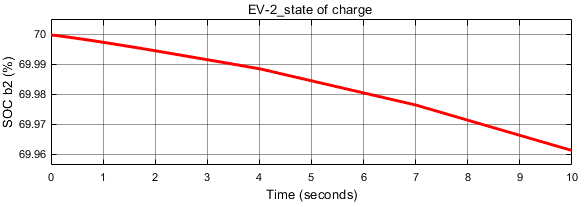 EV-2_state of charge
SOC b2 (%)
70
69.99
69.98
69.97
69.96
0 1 2 3 4 5 6 7 8 9 10
Time (seconds)